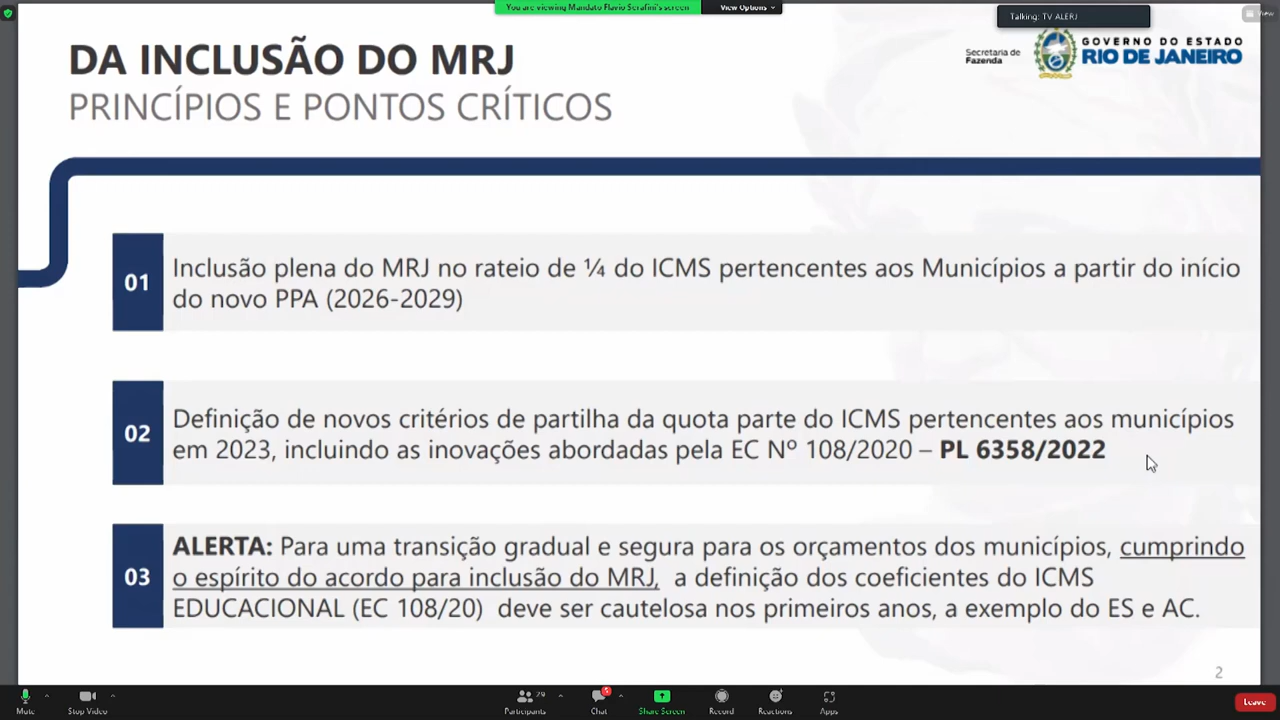 You are viewing Mandato Flavio Serafini's screen
View Options
Talking: TV ALERJ
View
DA INCLUSÃO DO MRJ
PRINCÍPIOS E PONTOS CRÍTICOS
Secretaria de
Fazenda
GOVERNO DO ESTADO
RIO DE JANEIRO
01
Inclusão plena do MRJ no rateio de ¼ do ICMS pertencentes aos Municípios a partir do início
do novo PPA (2026-2029)
02
Definição de novos critérios de partilha da quota parte do ICMS pertencentes aos municípios
em 2023, incluindo as inovações abordadas pela EC Nº 108/2020 – PL 6358/2022
03
ALERTA: Para uma transição gradual e segura para os orçamentos dos municípios, cumprindo
o espírito do acordo para inclusão do MRJ, a definição dos coeficientes do ICMS
EDUCACIONAL (EC 108/20) deve ser cautelosa nos primeiros anos, a exemplo do ES e AC.
2
Mute
Stop Video
Participants
29
Chat
5
Share Screen
Record
Reactions
Apps
Leave